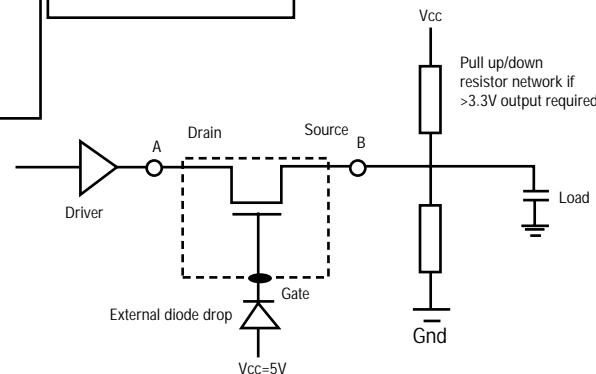 Vcc
Pull up/down
resistor network if
>3.3V output required
A
Drain
Source
B
Driver
Load
Gate
External diode drop
Vcc=5V
Gnd